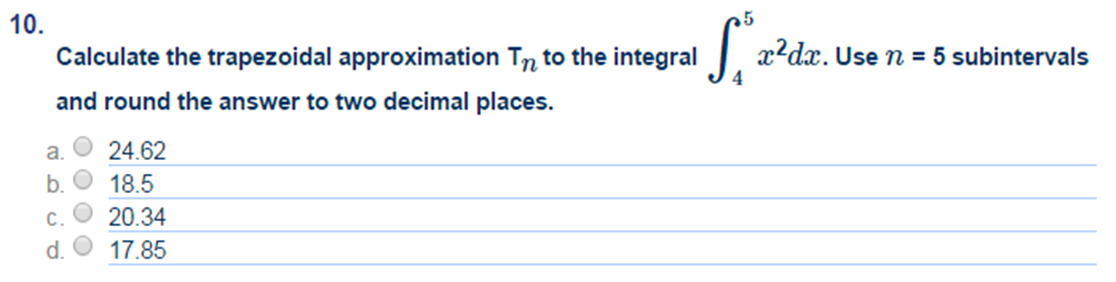 10.
Calculate the trapezoidal approximation Tn to the integral ∫₄⁵ x²dx. Use n = 5 subintervals
and round the answer to two decimal places.
a. 24.62
b. 18.5
c. 20.34
d. 17.85